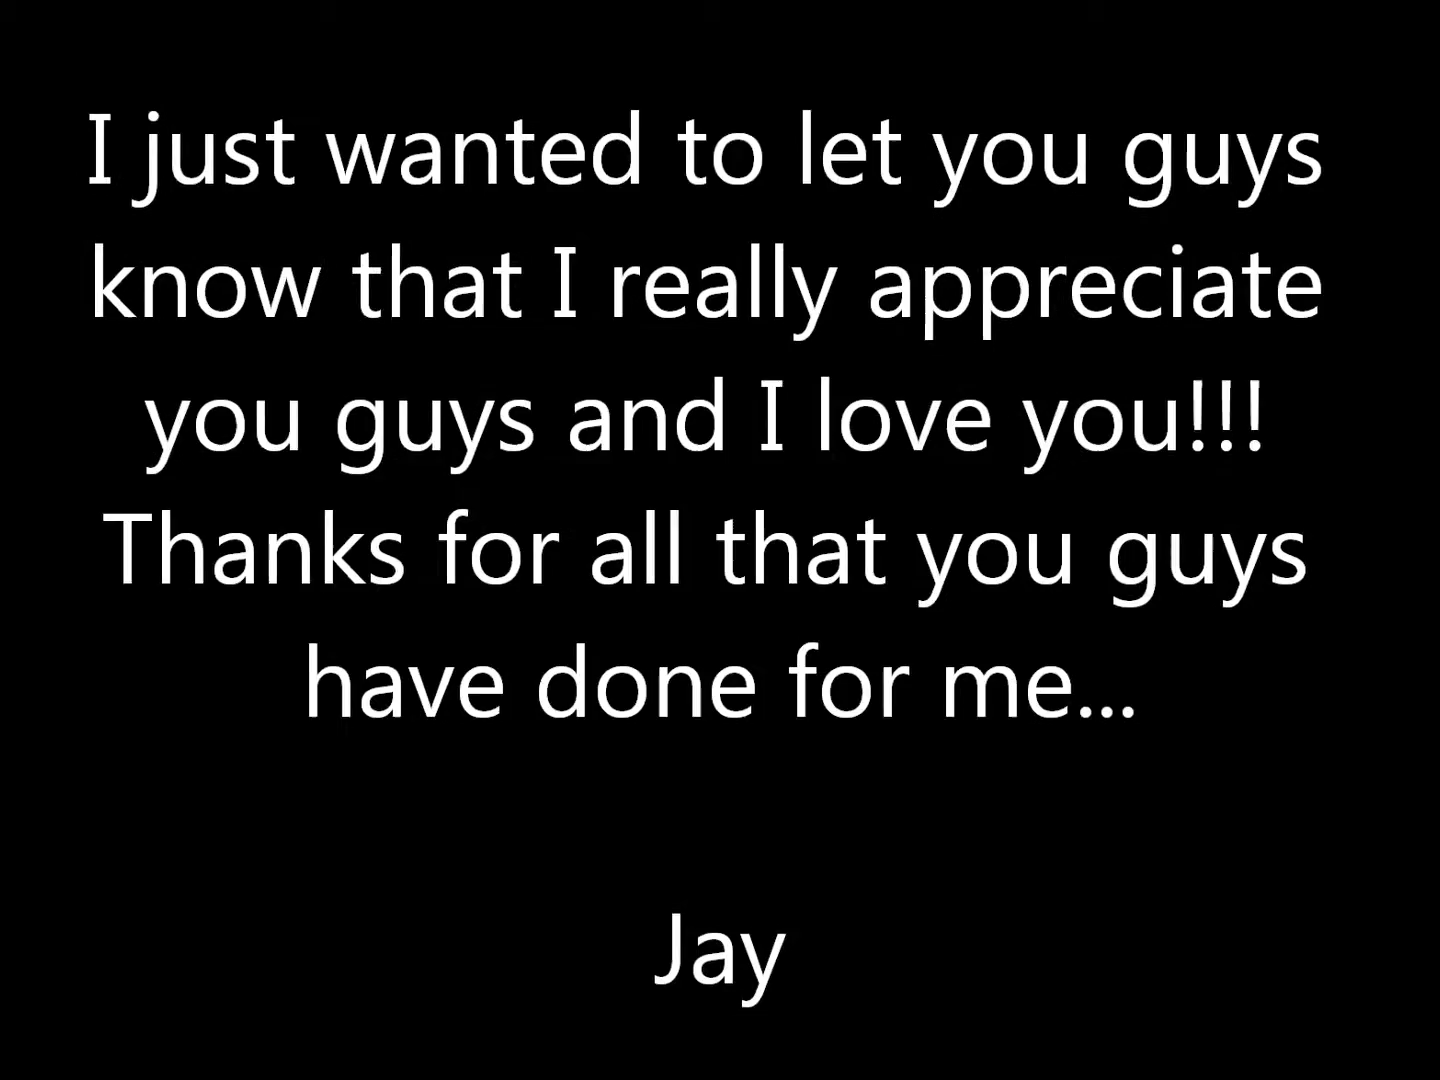 I just wanted to let you guys
know that I really appreciate
you guys and I love you!!!
Thanks for all that you guys
have done for me...
Jay